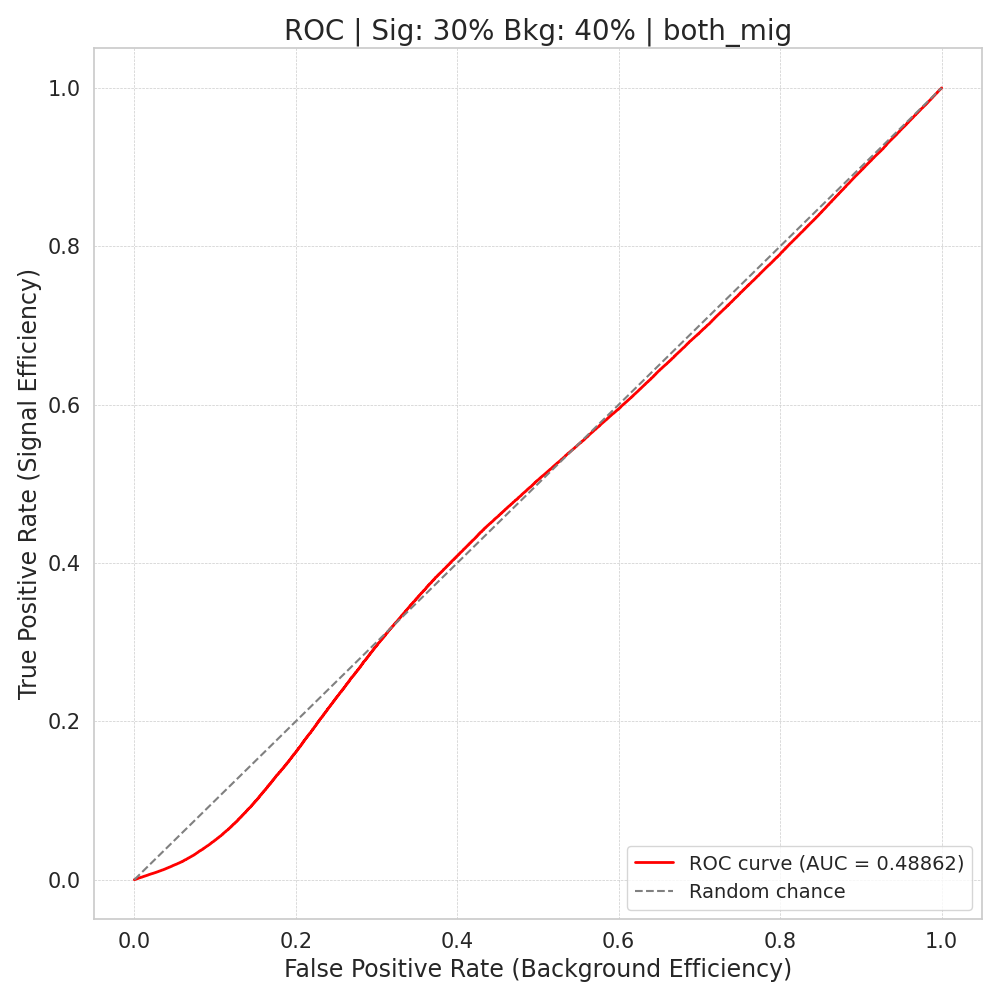 ROC | Sig: 30% Bkg: 40% | both_mig
True Positive Rate (Signal Efficiency)
1.0
0.8
0.6
0.4
0.2
0.0
ROC curve (AUC = 0.48862)
Random chance
0.0 0.2 0.4 0.6 0.8 1.0
False Positive Rate (Background Efficiency)